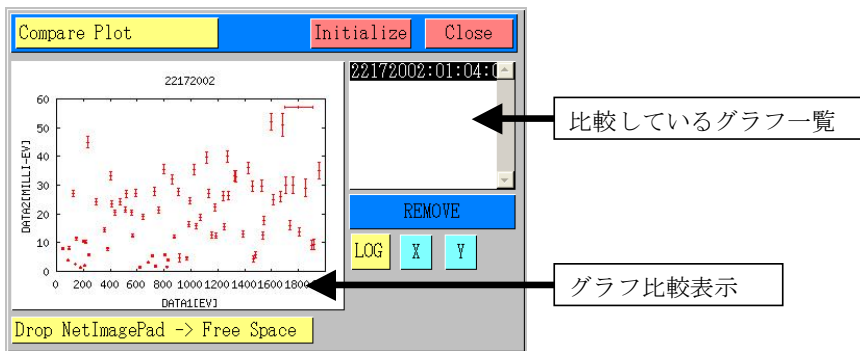 Compare Plot
Initialize
Close
22172002
60
50
40
30
20
10
0
DATA2[MILLI-EV]
0 200 400 600 800 1000 1200 1400 1600 1800
DATA1[EV]
22172002:01:04:0
REMOVE
LOG
X
Y
Drop NetImagePad -> Free Space
比較しているグラフ一覧
グラフ比較表示